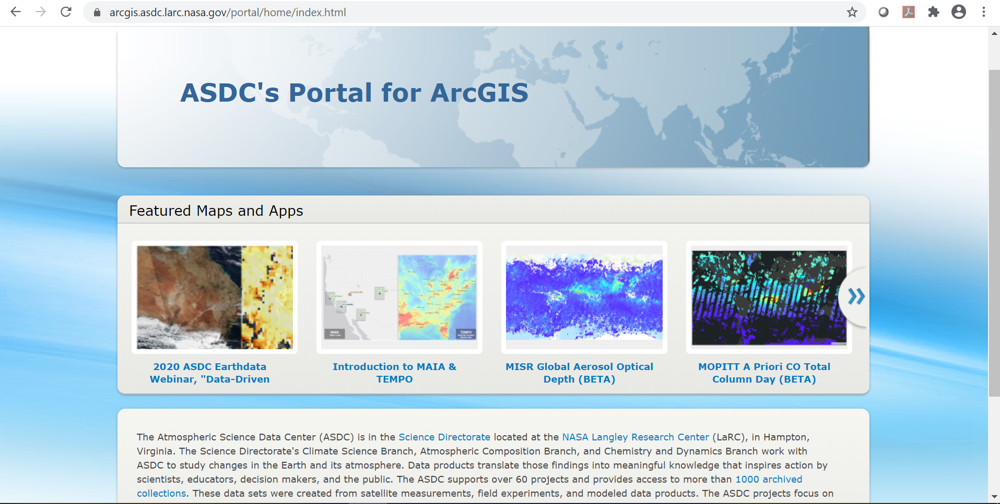 arcgis.asdc.larc.nasa.gov/portal/home/index.html
ASDC's Portal for ArcGIS
Featured Maps and Apps
MAIA
TEMPO
2020 ASDC Earthdata
Webinar, "Data-Driven
Introduction to MAIA &
TEMPO
MISR Global Aerosol Optical
Depth (BETA)
MOPITT A Priori CO Total
Column Day (BETA)
The Atmospheric Science Data Center (ASDC) is in the Science Directorate located at the NASA Langley Research Center (LaRC), in Hampton,
Virginia. The Science Directorate's Climate Science Branch, Atmospheric Composition Branch, and Chemistry and Dynamics Branch work with
ASDC to study changes in the Earth and its atmosphere. Data products translate those findings into meaningful knowledge that inspires action by
scientists, educators, decision makers, and the public. The ASDC supports over 60 projects and provides access to more than 1000 archived
collections. These data sets were created from satellite measurements, field experiments, and modeled data products. The ASDC projects focus on